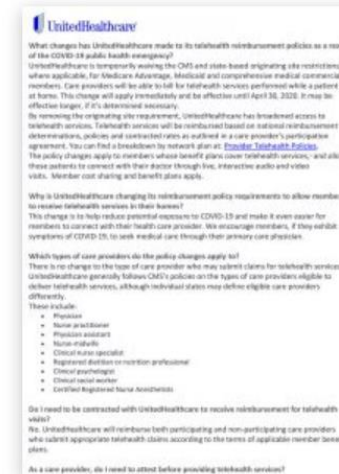 UnitedHealthcare
What changes has UnitedHealthcare made to its telehealth reimbursement policies as a res
of the COVID-19 public health emergency?
UnitedHealthcare is temporarily waiving the CMS and state-based originating site restrictions,
where applicable, for Medicare Advantage, Medicaid and comprehensive medical commercial
members. Care providers will be able to bill for telehealth services performed while a patient
at home. This change will apply immediately and be effective until April 30, 2020. It may be
effective longer, if it's determined necessary.
By removing the originating site requirement, UnitedHealthcare has broadened access to
telehealth services. Telehealth services will be reimbursed based on national reimbursement
determinations, policies and contracted rates as outlined in a care provider's participation
agreement. You can find a breakdown by network plan at: Provider Telehealth Policies.
The policy changes apply to members whose benefit plans cover telehealth services, and allo
those patients to connect with their doctor through live, interactive audio and video
visits. Member cost sharing and benefit plans apply.
Why is UnitedHealthcare changing its reimbursement policy requirements to allow member
to receive telehealth services in their homes?
This change is to help reduce potential exposure to COVID-19 and make it even easier for
members to connect with their health care provider. We encourage members, if they exhibit
symptoms of COVID-19, to seek medical care through their primary care physician.
Which types of care providers do the policy changes apply to?
There is no change to the type of care provider who may submit claims for telehealth services
UnitedHealthcare generally follows CMS's policies on the types of care providers eligible to
deliver telehealth services, although individual states may define eligible care providers
differently.
These include:
• Physician
• Nurse practitioner
• Physician assistant
• Nurse-midwife
• Clinical nurse specialist
• Registered dietitian or nutrition professional
• Clinical psychologist
• Clinical social worker
• Certified Registered Nurse Anesthetists
Do I need to be contracted with UnitedHealthcare to receive reimbursement for telehealth
visits?
No. UnitedHealthcare will reimburse both participating and non-participating care providers
who submit appropriate telehealth claims according to the terms of applicable member bene
plans.
As a care provider, do I need to attest before providing telehealth services?